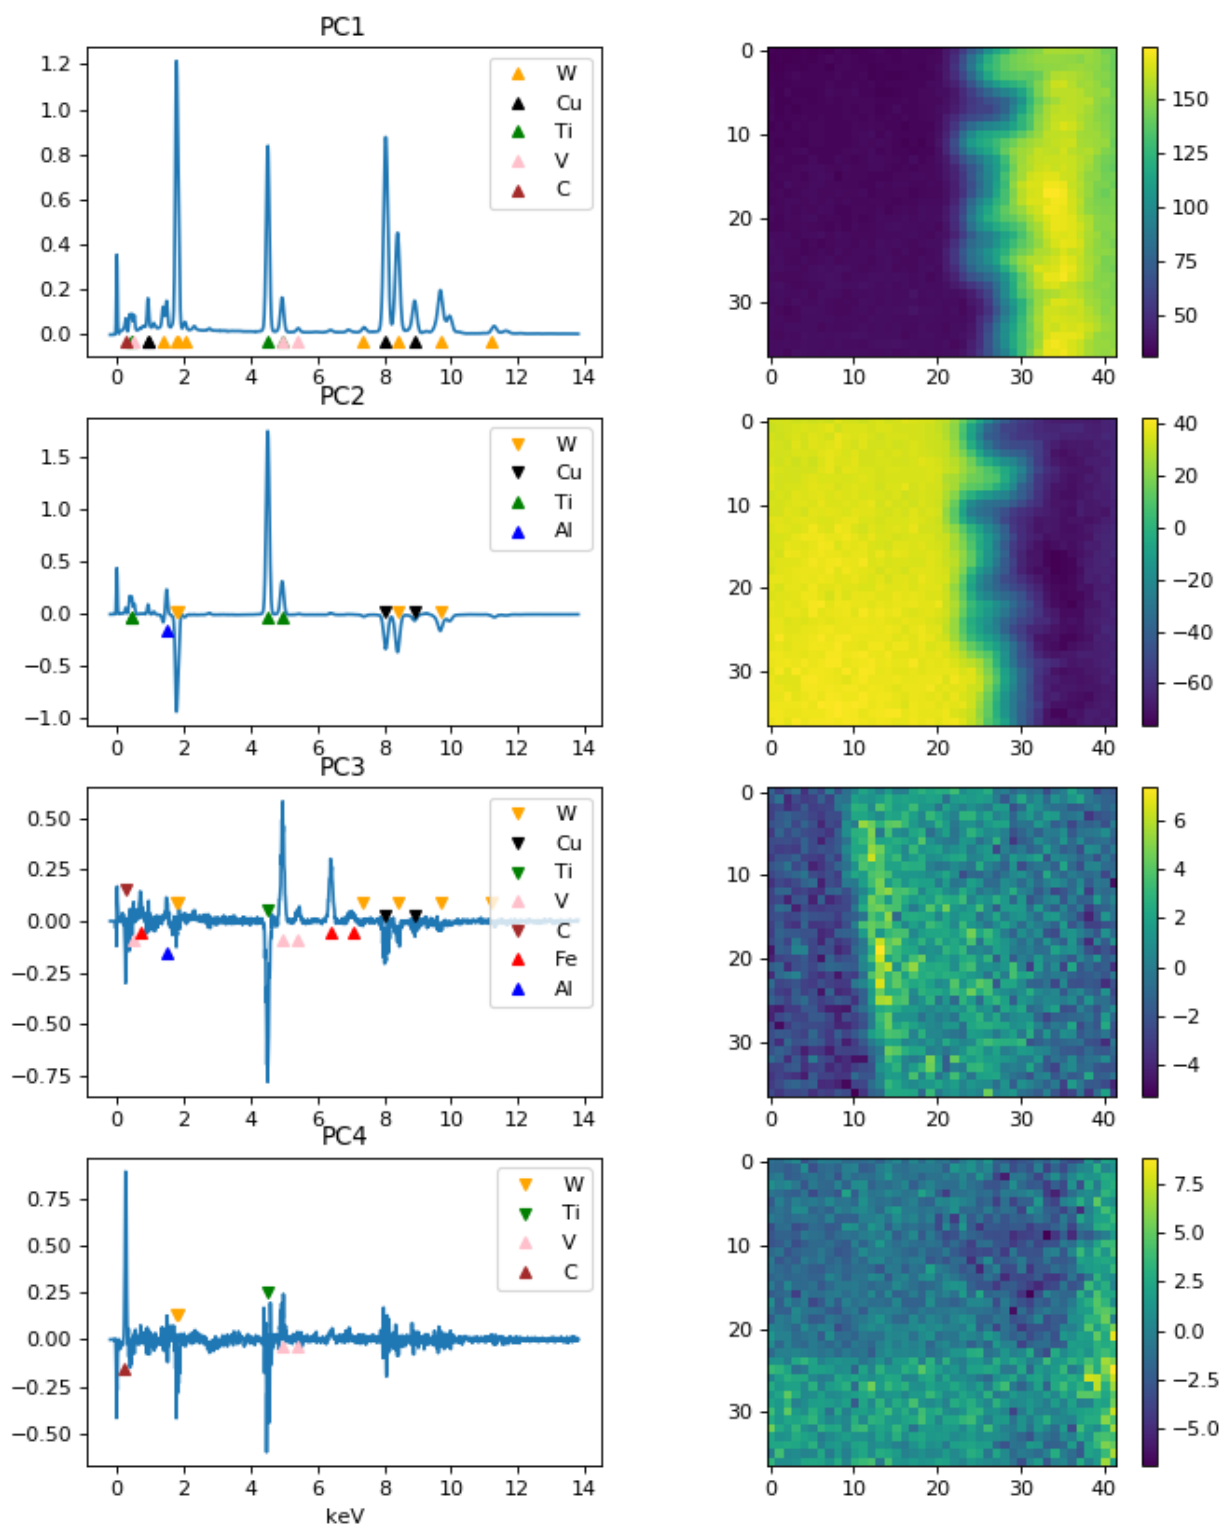 PC1
1.2
1.0
0.8
0.6
0.4
0.2
0.0
0 2 4 6 8 10 12 14
W
Cu
Ti
V
C
0
10
20
30
0 10 20 30 40
150
125
100
75
50
PC2
1.5
1.0
0.5
0.0
−0.5
−1.0
0 2 4 6 8 10 12 14
W
Cu
Ti
Al
0
10
20
30
0 10 20 30 40
40
20
0
−20
−40
−60
PC3
0.50
0.25
0.00
−0.25
−0.50
−0.75
0 2 4 6 8 10 12 14
W
Cu
Ti
V
C
Fe
Al
0
10
20
30
0 10 20 30 40
6
4
2
0
−2
−4
PC4
0.75
0.50
0.25
0.00
−0.25
−0.50
0 2 4 6 8 10 12 14
keV
W
Ti
V
C
0
10
20
30
0 10 20 30 40
7.5
5.0
2.5
0.0
−2.5
−5.0